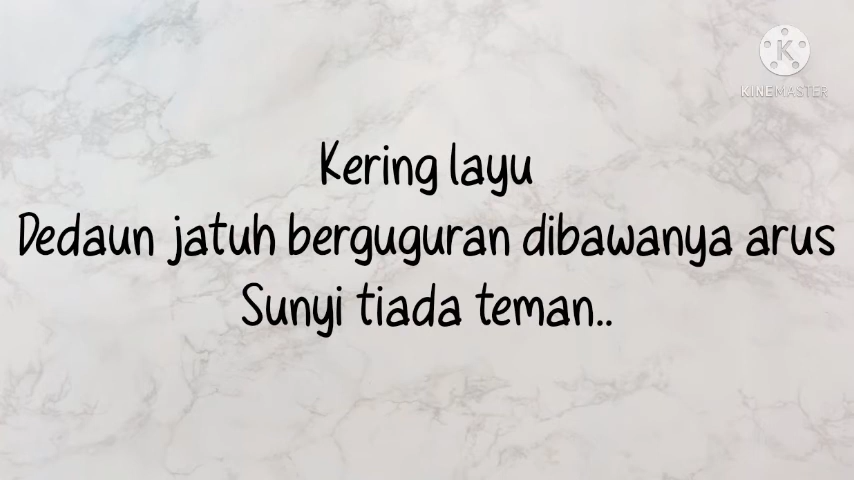 KINEMASTER
Kering layu
Dedaun jatuh berguguran dibawanya arus
Sunyi tiada teman..